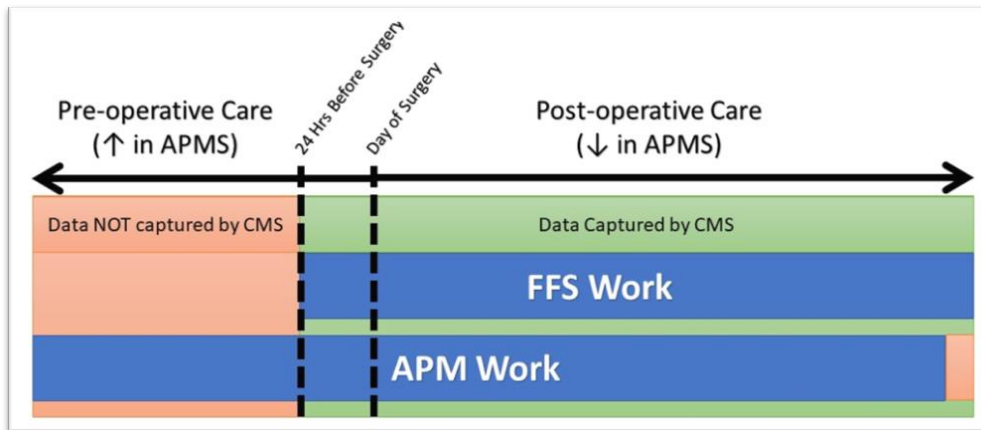 Pre-operative Care
(↑ in APMS)
24 Hrs Before Surgery
Day of Surgery
Post-operative Care
(↓ in APMS)
Data NOT captured by CMS
Data Captured by CMS
FFS Work
APM Work